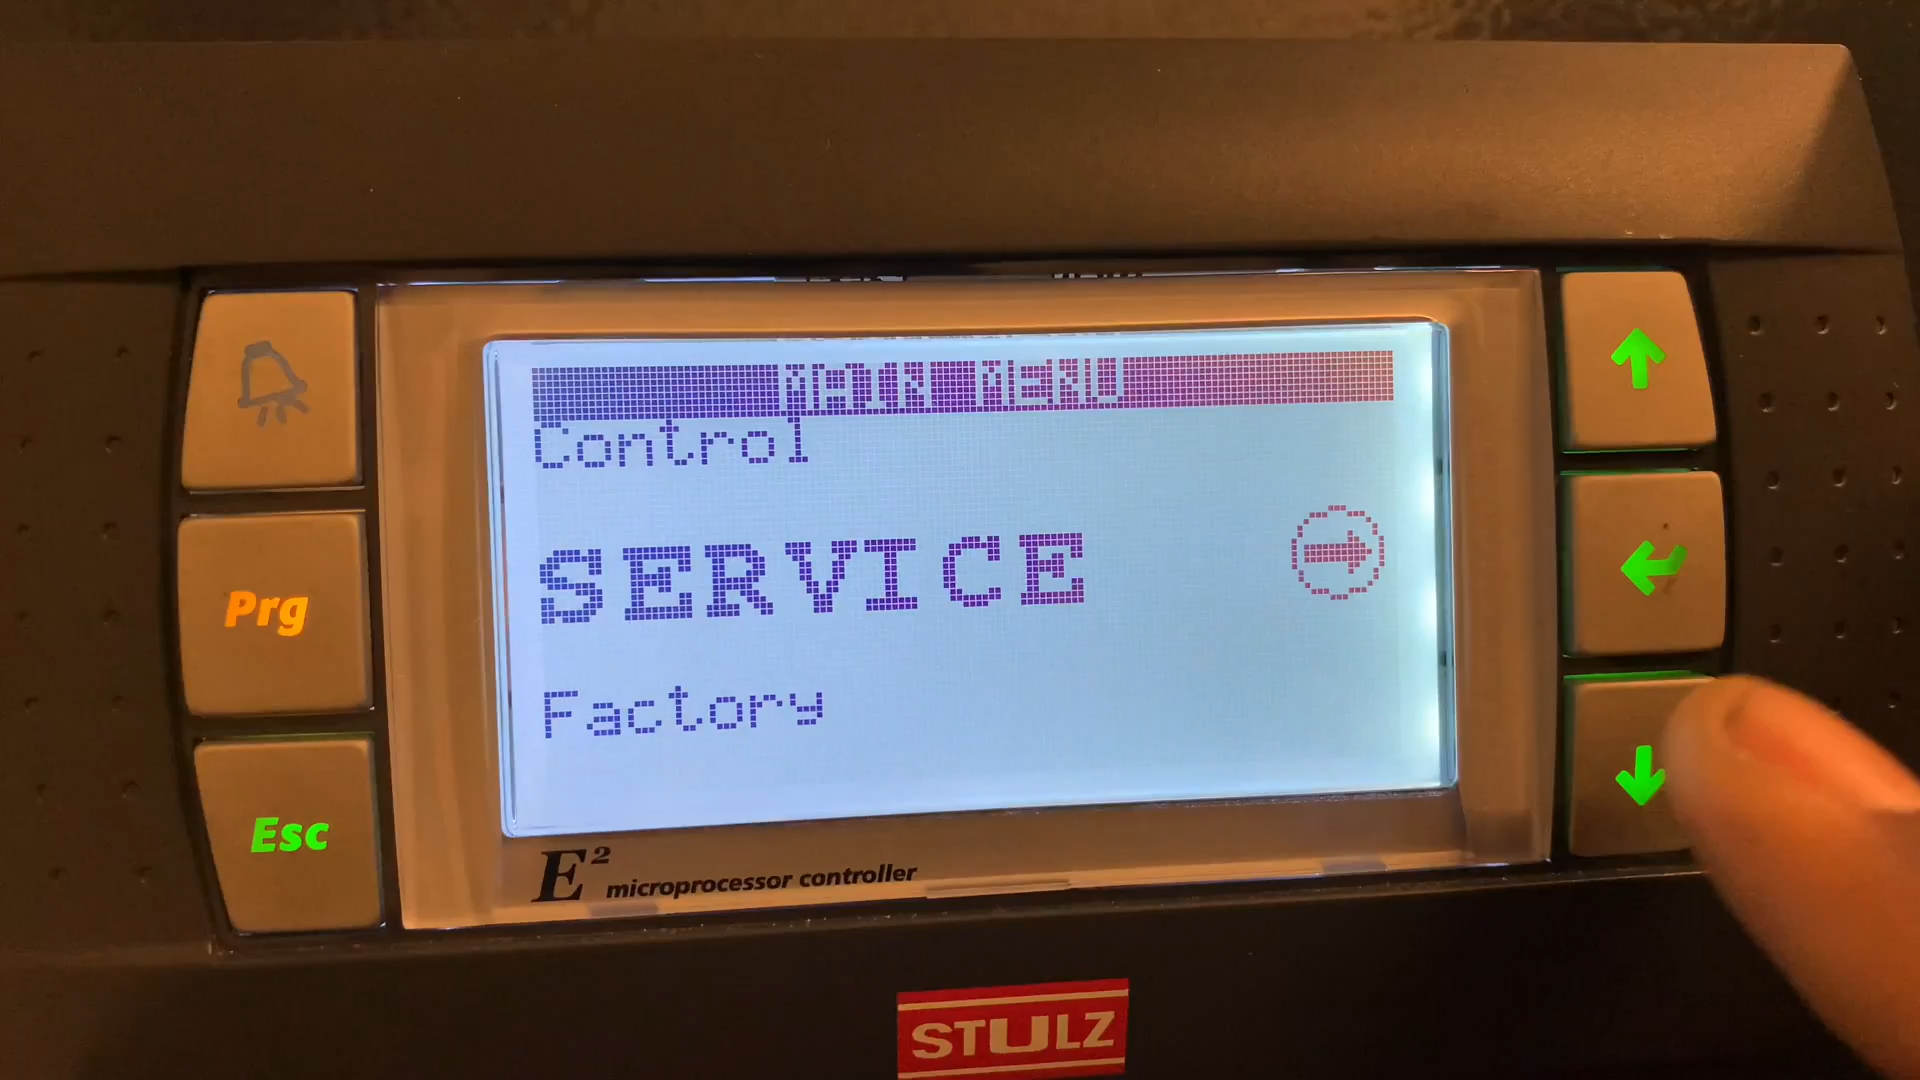 MAIN MENU
Control
SERVICE
Factory
Prg
Esc
E² microprocessor controller
STULZ